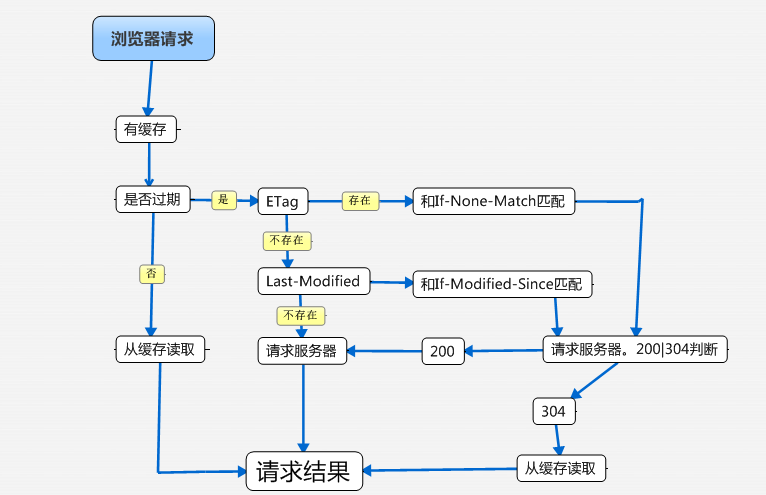 浏览器请求
有缓存
是否过期
是
ETag
存在
和If-None-Match匹配
不存在
否
Last-Modified
和If-Modified-Since匹配
不存在
从缓存读取
请求服务器
200
请求服务器。200|304判断
304
请求结果
从缓存读取